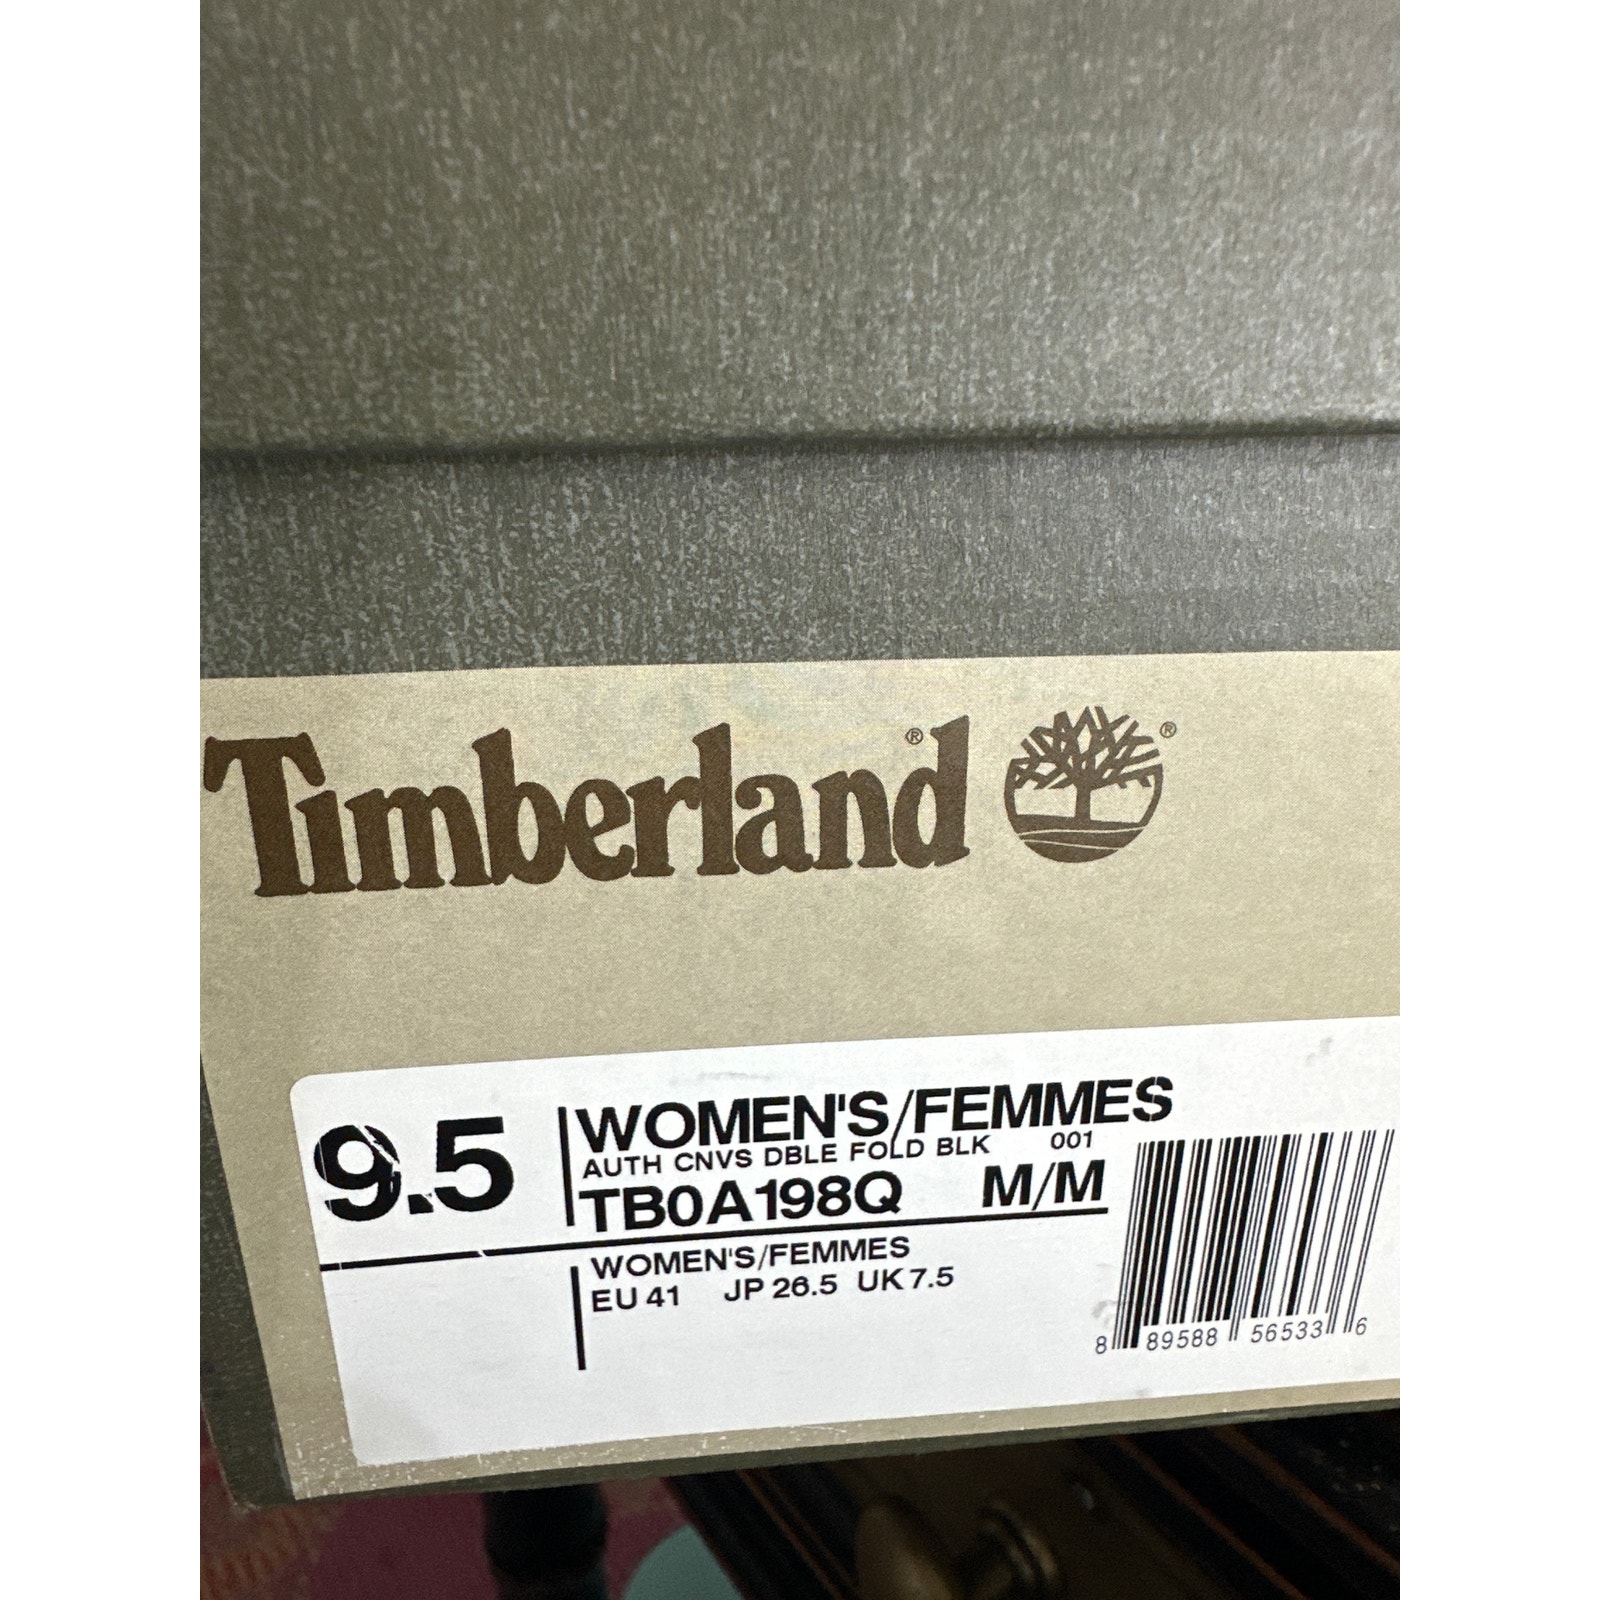 Timberland® ®
9.5
WOMEN'S/FEMMES
AUTH CNVS DBLE FOLD BLK 001
TB0A198Q M/M
WOMEN'S/FEMMES
EU 41 JP 26.5 UK 7.5
8 89588 56533 6